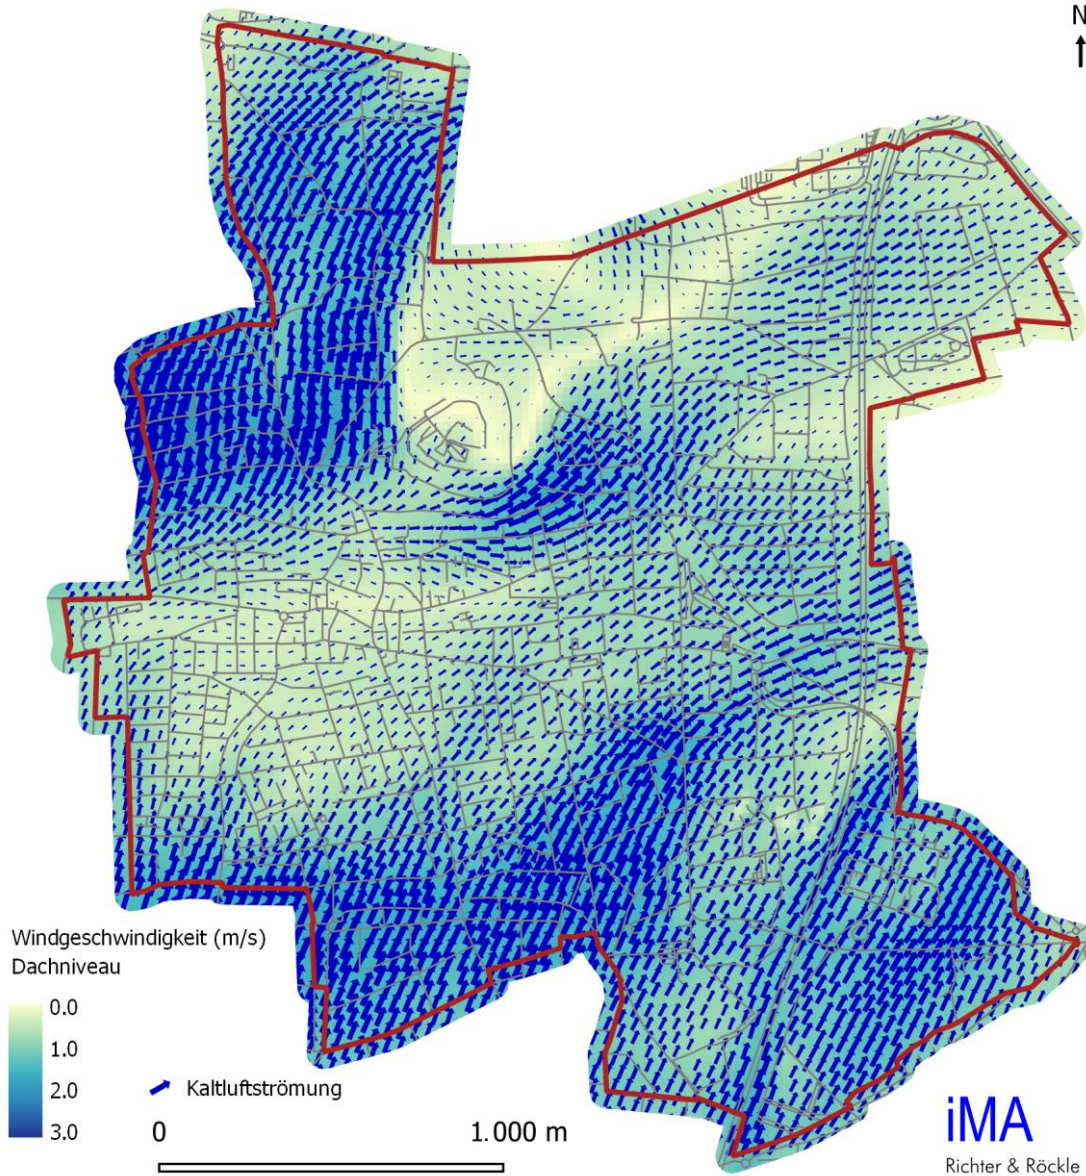 N
Windgeschwindigkeit (m/s)
Dachniveau
0.0
1.0
2.0
3.0
Kaltluftströmung
0 1.000 m
iMA
Richter & Röckle